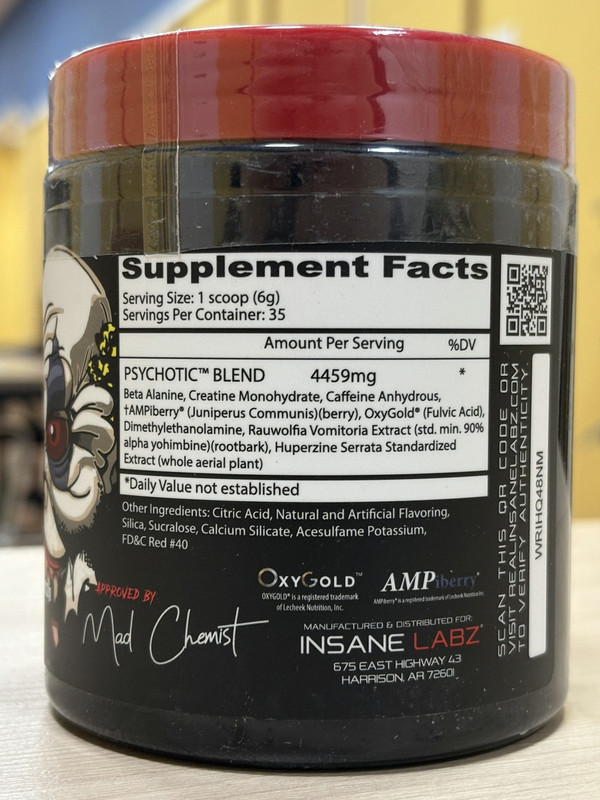 Supplement Facts
Serving Size: 1 scoop (6g)
Servings Per Container: 35
Amount Per Serving %DV
PSYCHOTIC™ BLEND 4459mg *
Beta Alanine, Creatine Monohydrate, Caffeine Anhydrous,
†AMPiberry® (Juniperus Communis)(berry), OxyGold® (Fulvic Acid),
Dimethylethanolamine, Rauwolfia Vomitoria Extract (std. min. 90%
alpha yohimbine)(rootbark), Huperzine Serrata Standardized
Extract (whole aerial plant)
*Daily Value not established
Other Ingredients: Citric Acid, Natural and Artificial Flavoring,
Silica, Sucralose, Calcium Silicate, Acesulfame Potassium,
FD&C Red #40
OXYGOLD™
OXYGOLD® is a registered trademark
of Lecheek Nutrition, Inc.
AMPiberry®
AMPiberry® is a registered trademark of Lecheek Nutrition Inc.
APPROVED BY
Mad Chemist
MANUFACTURED & DISTRIBUTED FOR:
INSANE LABZ®
675 EAST HIGHWAY 43
HARRISON, AR 72601
SCAN THIS QR CODE OR
VISIT REALINSANELABZ.COM
TO VERIFY AUTHENTICITY.
WRIHQ48NM